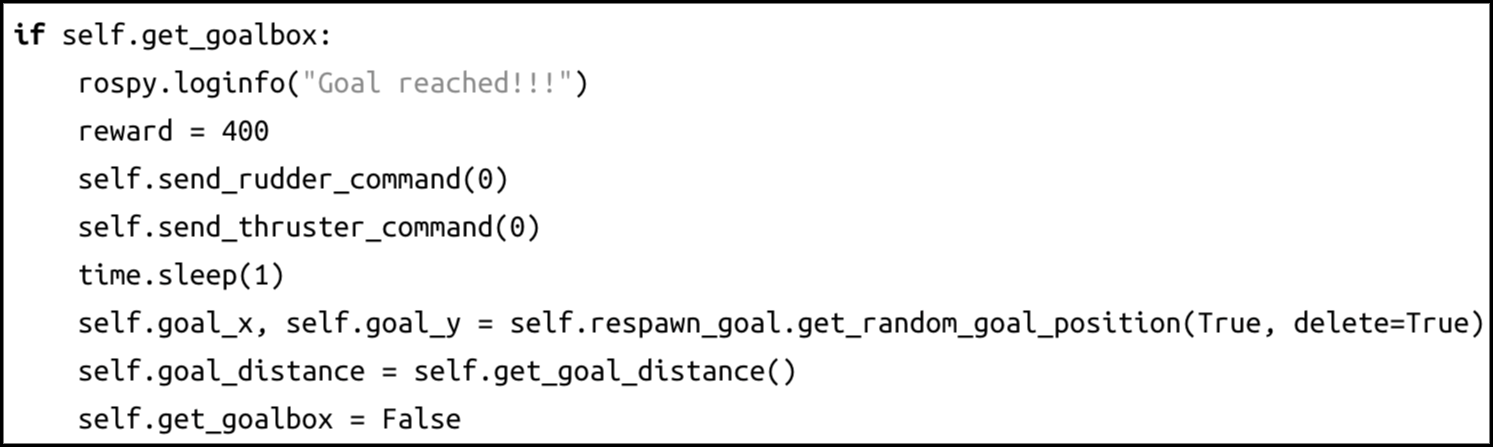 if self.get_goalbox:
    rospy.loginfo("Goal reached!!!")
    reward = 400
    self.send_rudder_command(0)
    self.send_thruster_command(0)
    time.sleep(1)
    self.goal_x, self.goal_y = self.respawn_goal.get_random_goal_position(True, delete=True)
    self.goal_distance = self.get_goal_distance()
    self.get_goalbox = False